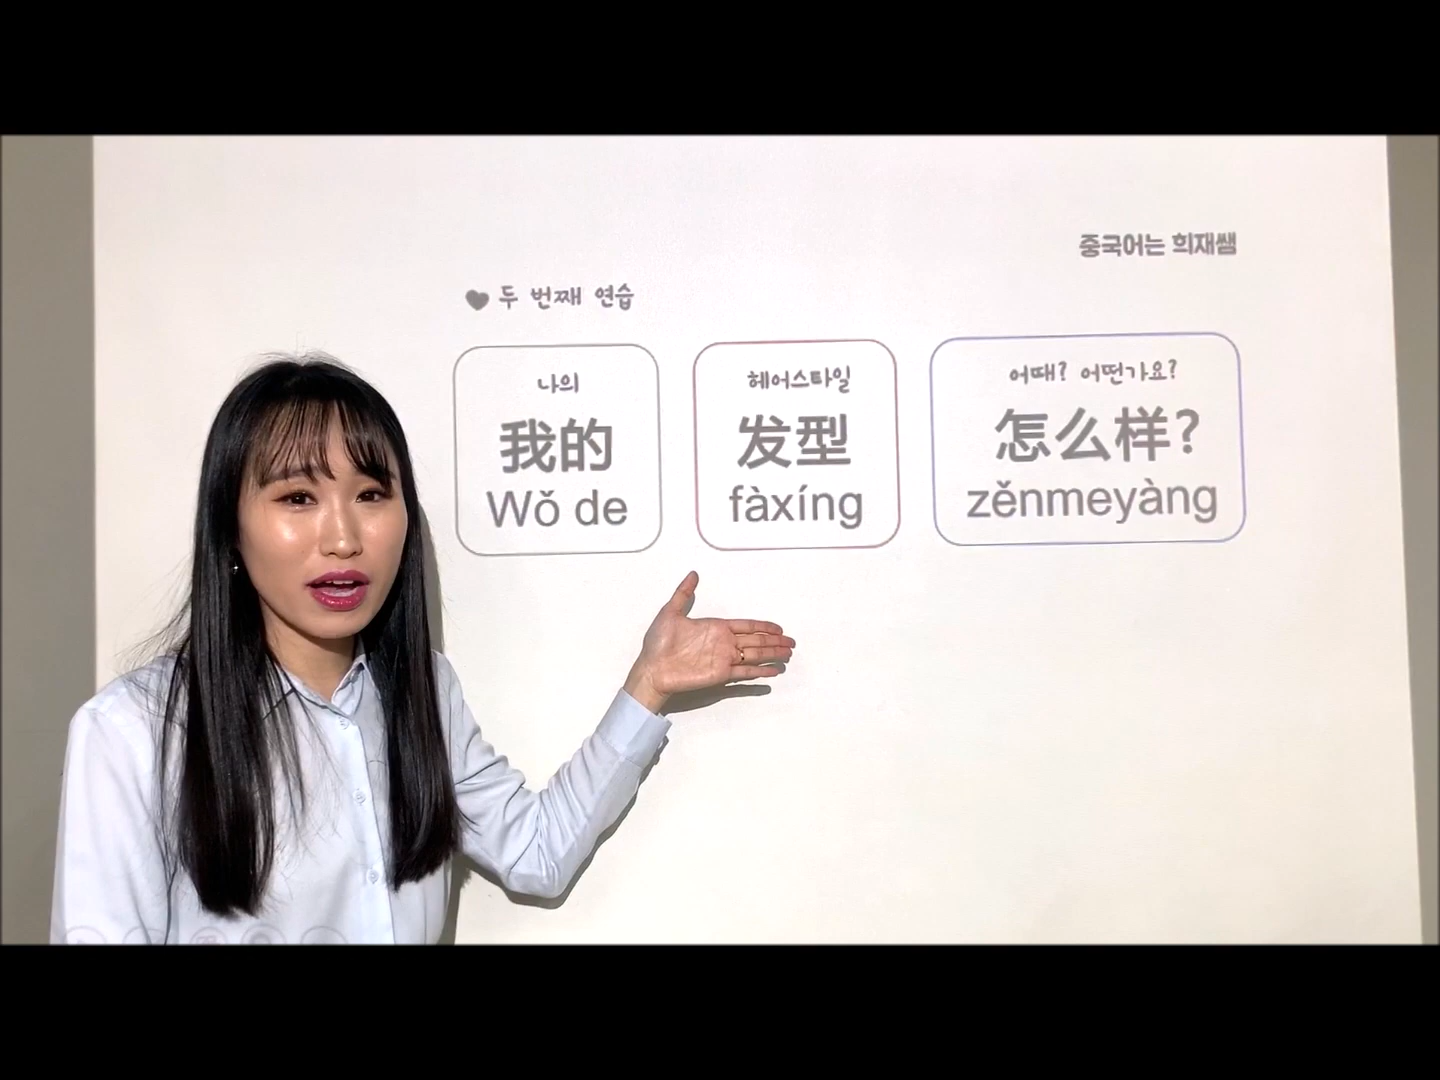 중국어는 희재쌤
♥ 두 번째 연습
나의
我的
Wǒ de
헤어스타일
发型
fàxíng
어때? 어떤가요?
怎么样?
zěnmeyàng